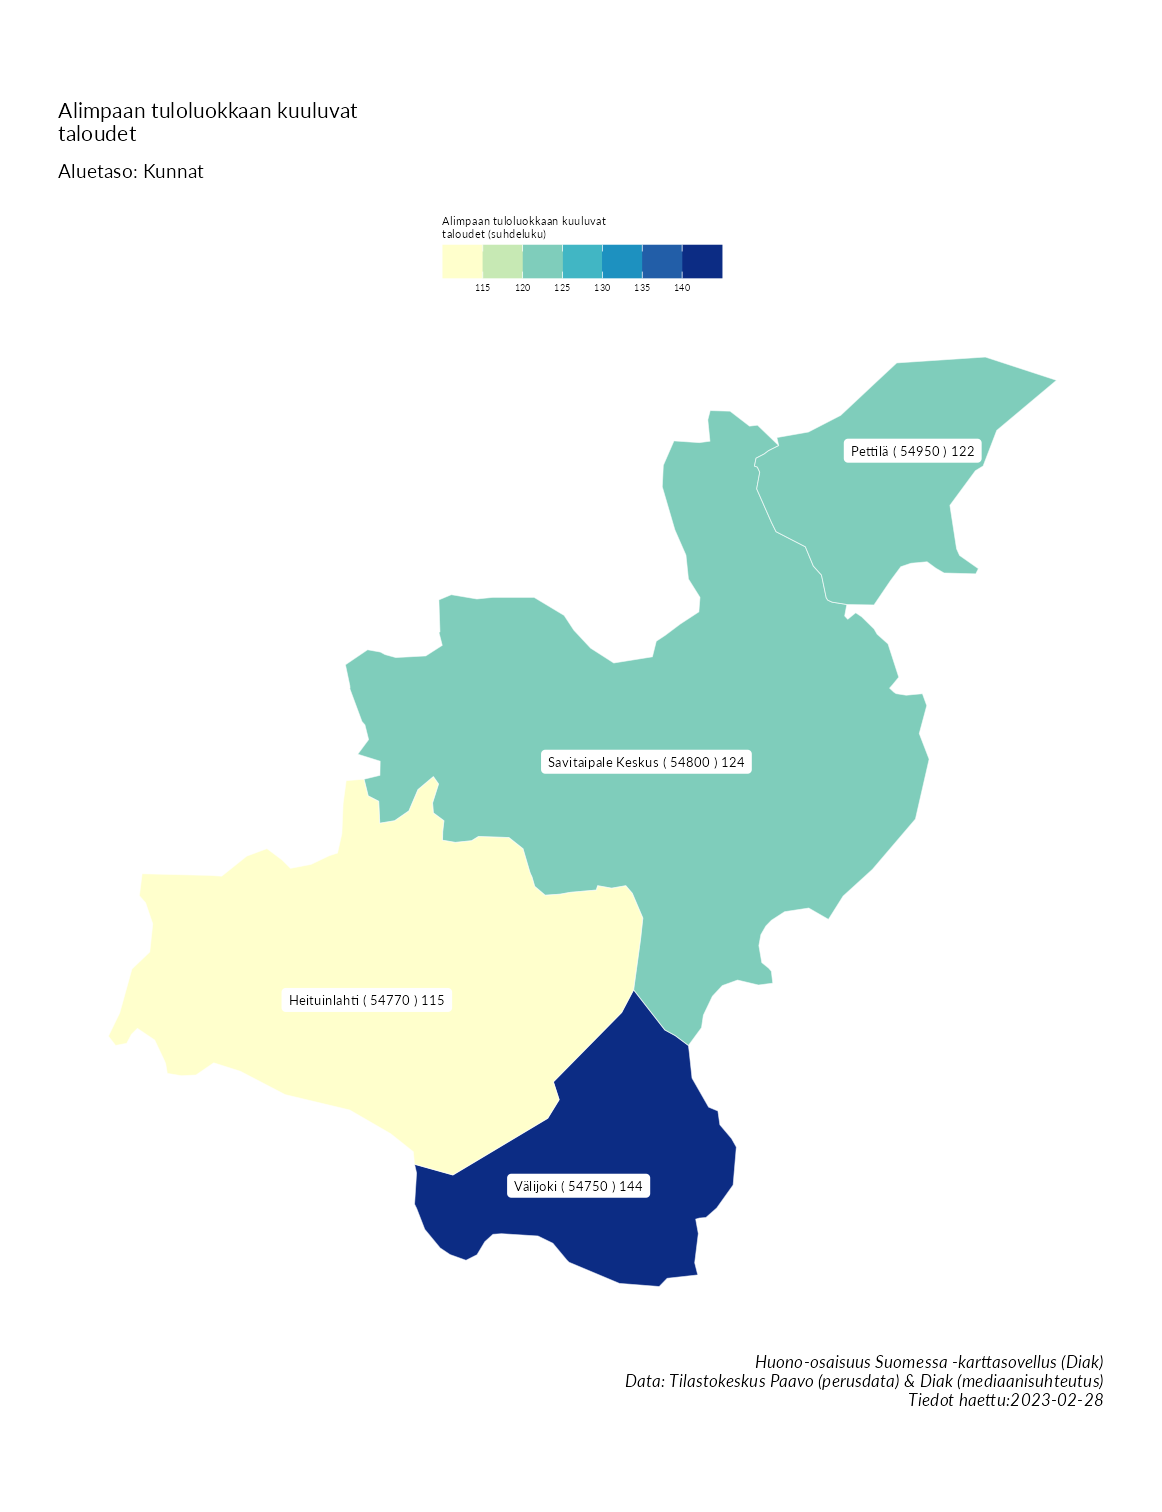 Alimpaan tuloluokkaan kuuluvat
taloudet
Aluetaso: Kunnat
Alimpaan tuloluokkaan kuuluvat
taloudet (suhdeluku)
115 120 125 130 135 140
Pettilä ( 54950 ) 122
Savitaipale Keskus ( 54800 ) 124
Heituinlahti ( 54770 ) 115
Välijoki ( 54750 ) 144
Huono-osaisuus Suomessa -karttasovellus (Diak)
Data: Tilastokeskus Paavo (perusdata) & Diak (mediaanisuhteutus)
Tiedot haettu:2023-02-28